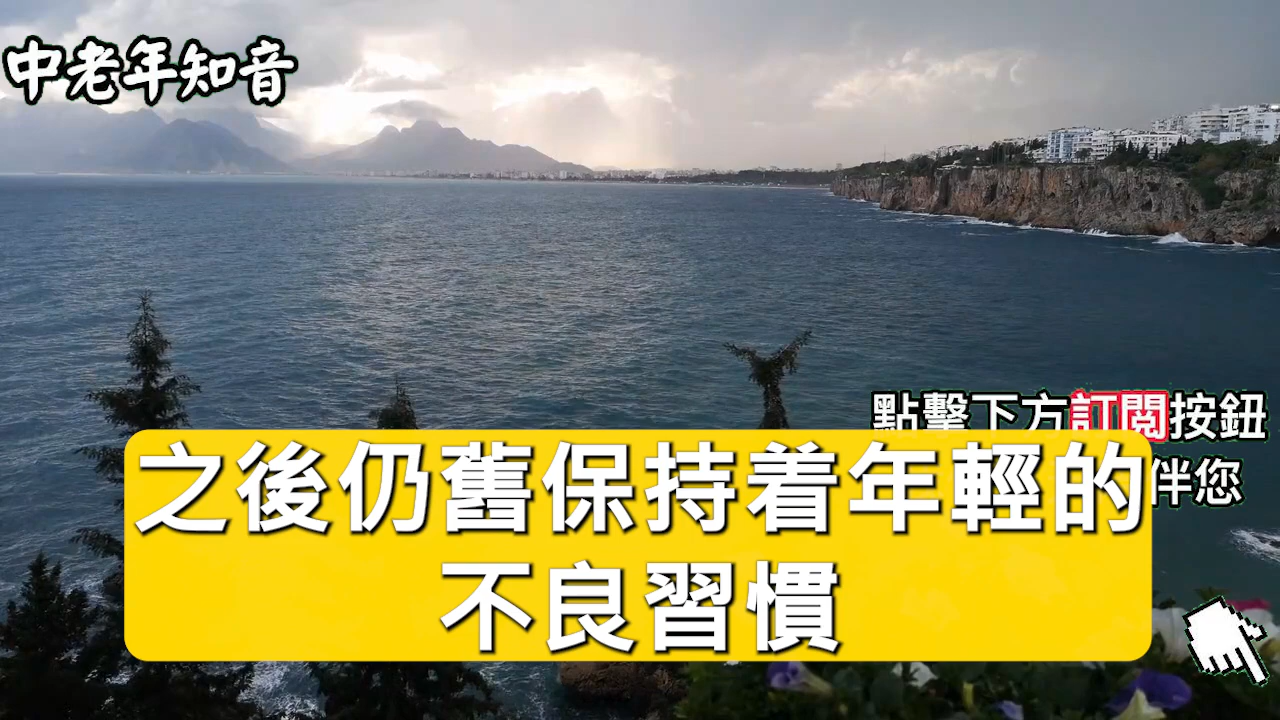 中老年知音
點擊下方訂閲按鈕
伴您
之後仍舊保持着年輕的
不良習慣